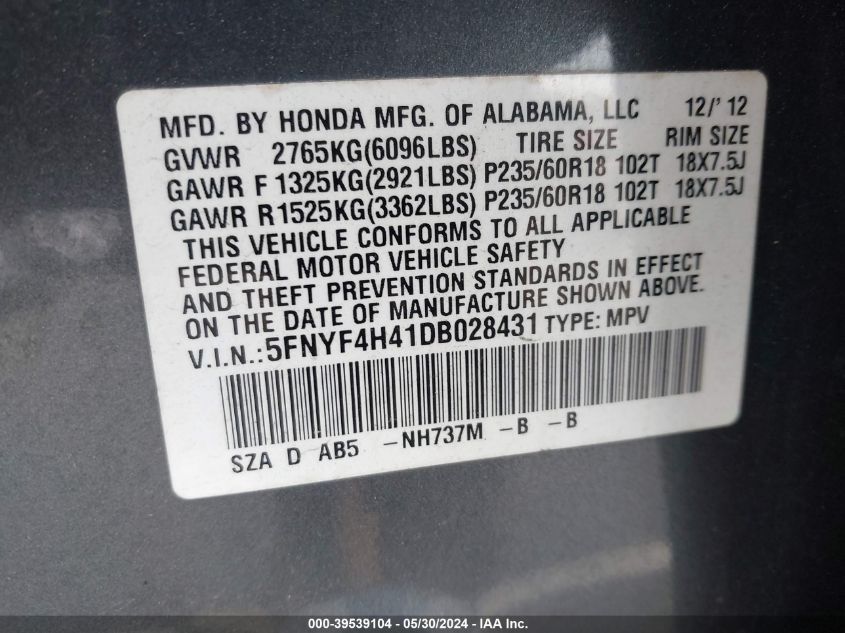 MFD. BY HONDA MFG. OF ALABAMA, LLC 12/'12
GVWR 2765KG(6096LBS) TIRE SIZE RIM SIZE
GAWR F 1325KG(2921LBS) P235/60R18 102T 18X7.5J
GAWR R 1525KG(3362LBS) P235/60R18 102T 18X7.5J
THIS VEHICLE CONFORMS TO ALL APPLICABLE
FEDERAL MOTOR VEHICLE SAFETY
AND THEFT PREVENTION STANDARDS IN EFFECT
ON THE DATE OF MANUFACTURE SHOWN ABOVE.
V.I.N.:5FNYF4H41DB028431 TYPE: MPV
SZA D AB5 -NH737M -B -B
000-39539104 - 05/30/2024 - IAA Inc.